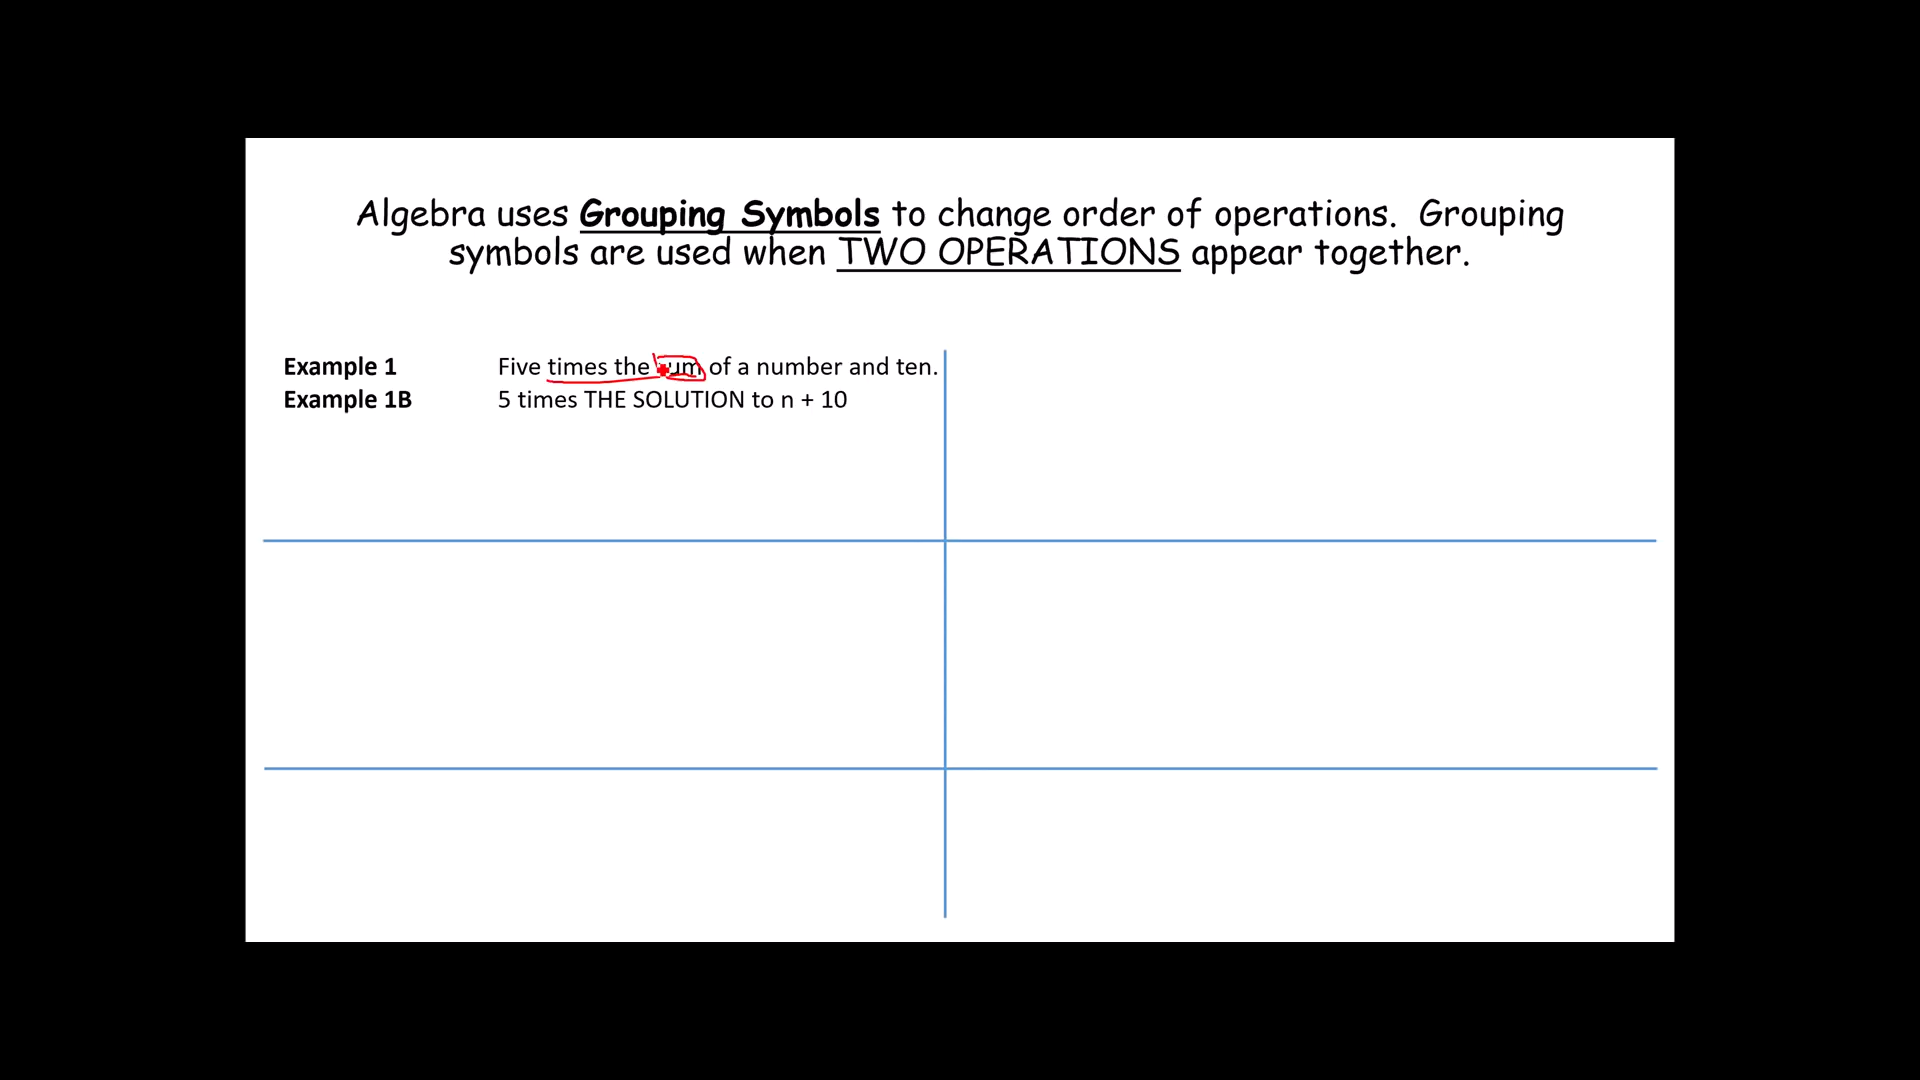 Algebra uses Grouping Symbols to change order of operations. Grouping
symbols are used when TWO OPERATIONS appear together.
Example 1 Five times the sum of a number and ten.
Example 1B 5 times THE SOLUTION to n + 10